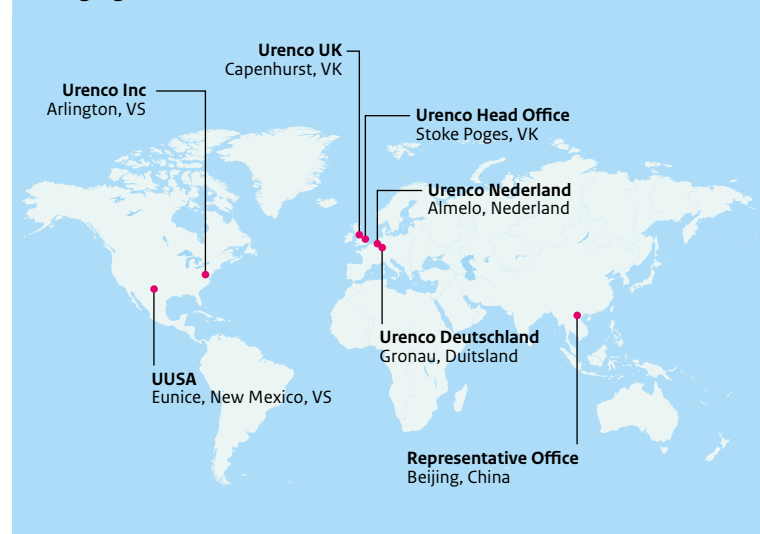 Urenco UK
Capenhurst, VK
Urenco Inc
Arlington, VS
Urenco Head Office
Stoke Poges, VK
Urenco Nederland
Almelo, Nederland
Urenco Deutschland
Gronau, Duitsland
UUSA
Eunice, New Mexico, VS
Representative Office
Beijing, China